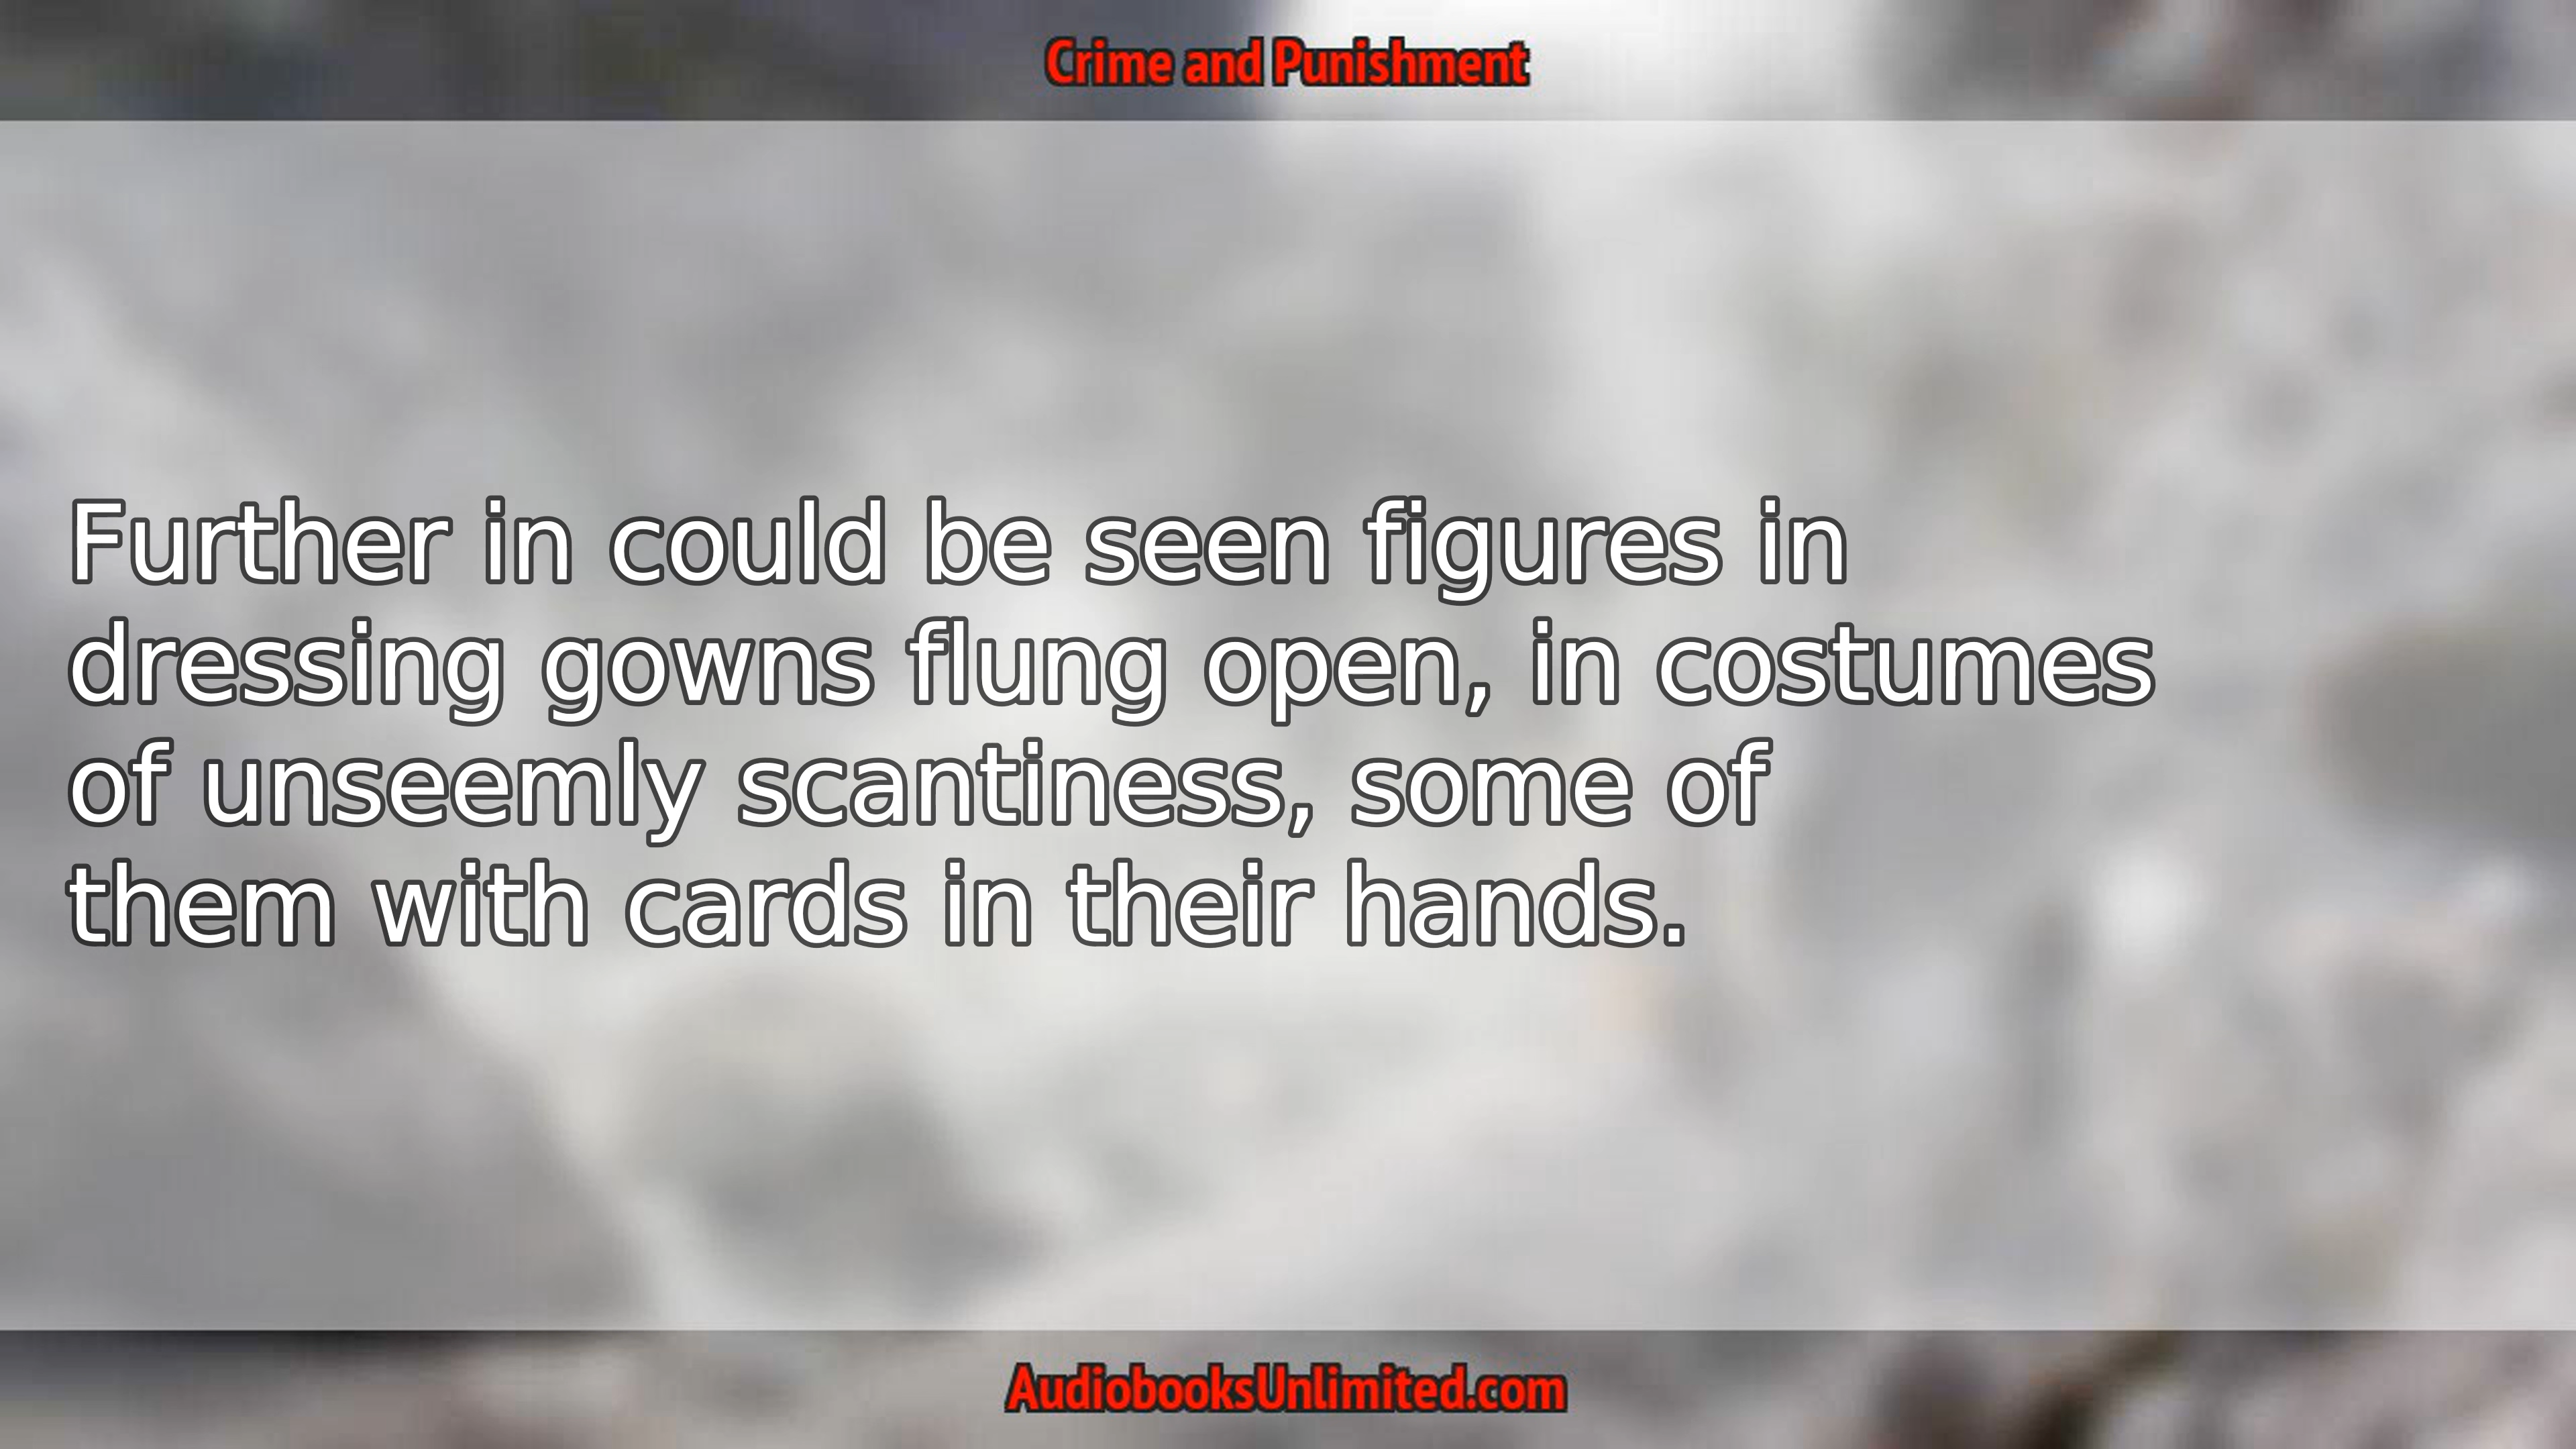 Crime and Punishment
Further in could be seen figures in
dressing gowns flung open, in costumes
of unseemly scantiness, some of
them with cards in their hands.
AudiobooksUnlimited.com